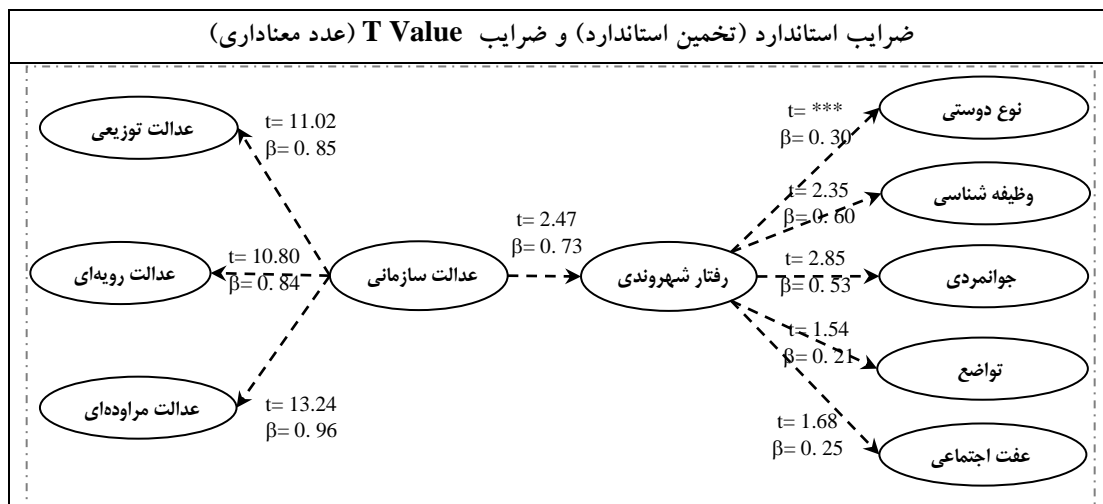 ضرایب استاندارد (تخمین استاندارد) و ضرایب T Value (عدد معناداری)
نوع دوستی
t= ***
β= 0. 30
t= 11.02
β= 0. 85
عدالت توزیعی
وظیفه شناسی
t= 2.35
β= 0. 60
t= 2.47
β= 0. 73
t= 10.80
β= 0. 84
عدالت رویه‌ای
عدالت سازمانی
رفتار شهروندی
t= 2.85
β= 0. 53
جوانمردی
t= 1.54
β= 0. 21
تواضع
t= 13.24
β= 0. 96
عدالت مراوده‌ای
t= 1.68
β= 0. 25
عفت اجتماعی